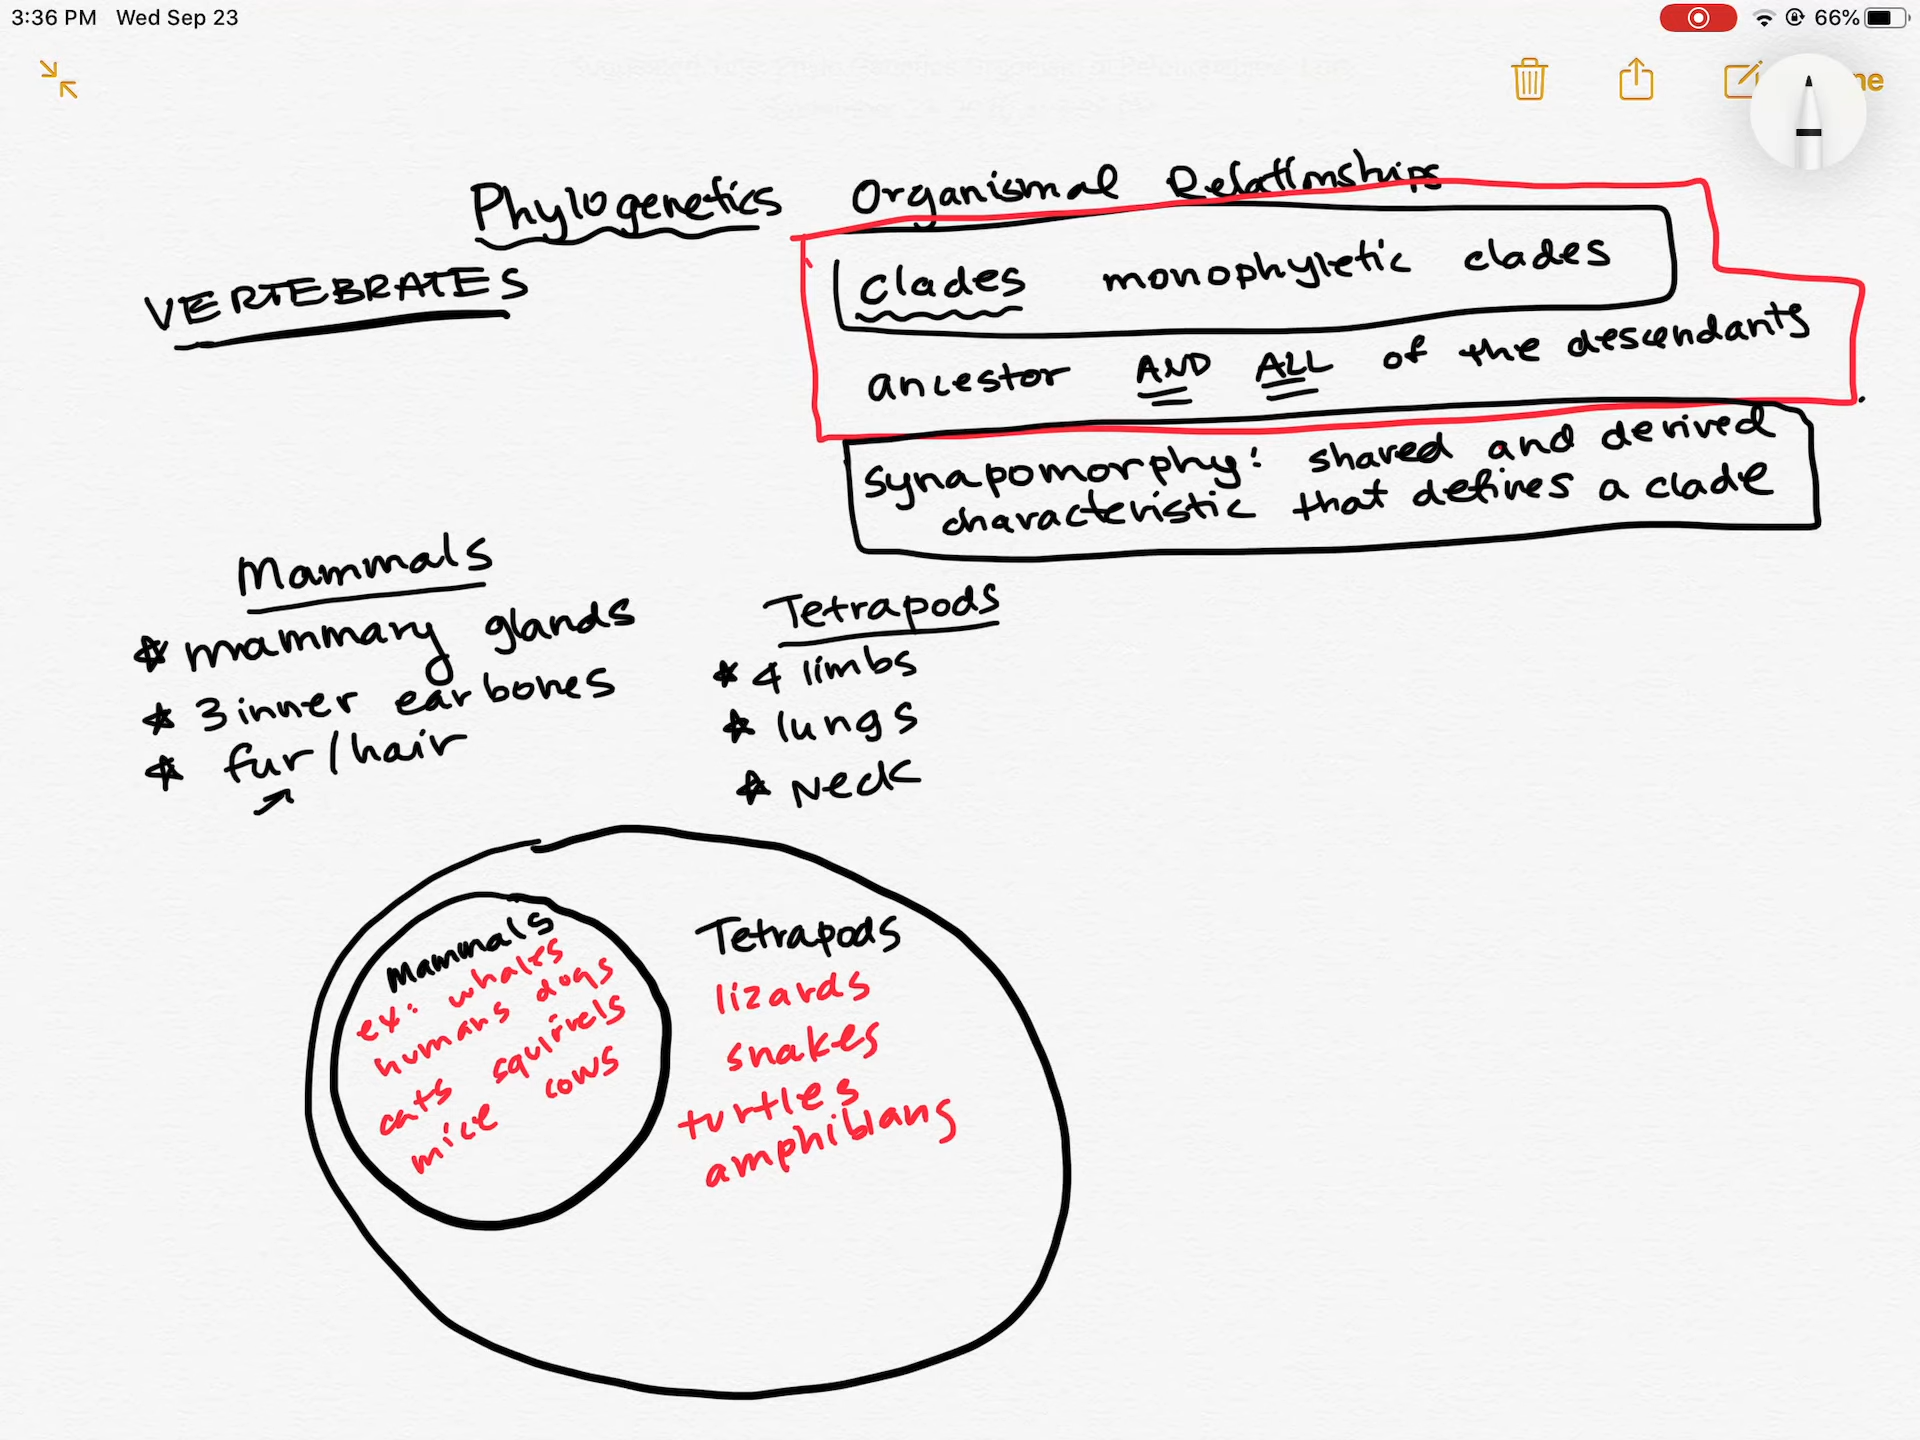 3:36 PM Wed Sep 23
66%
Phylogenetics Organismal Relationships
VERTEBRATES
Clades monophyletic clades
ancestor AND ALL of the descendants
synapomorphy: shared and derived
characteristic that defines a clade
Mammals
* mammary glands
* 3 inner ear bones
* fur/hair
Tetrapods
* 4 limbs
* lungs
* Neck
Mammals
ex: whales
humans dogs
cats squirrels
mice cows
Tetrapods
lizards
snakes
turtles
amphibians